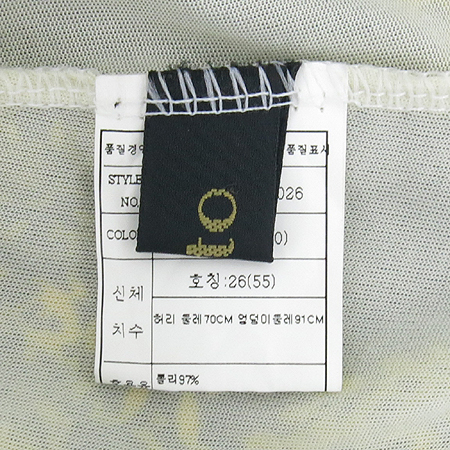 품질경 품질표시
STYLE 026
NO.
COLO 0)
to
호칭:26(55)
신체
치수
허리 둘레70CM 엉덩이둘레91CM
폴리97%